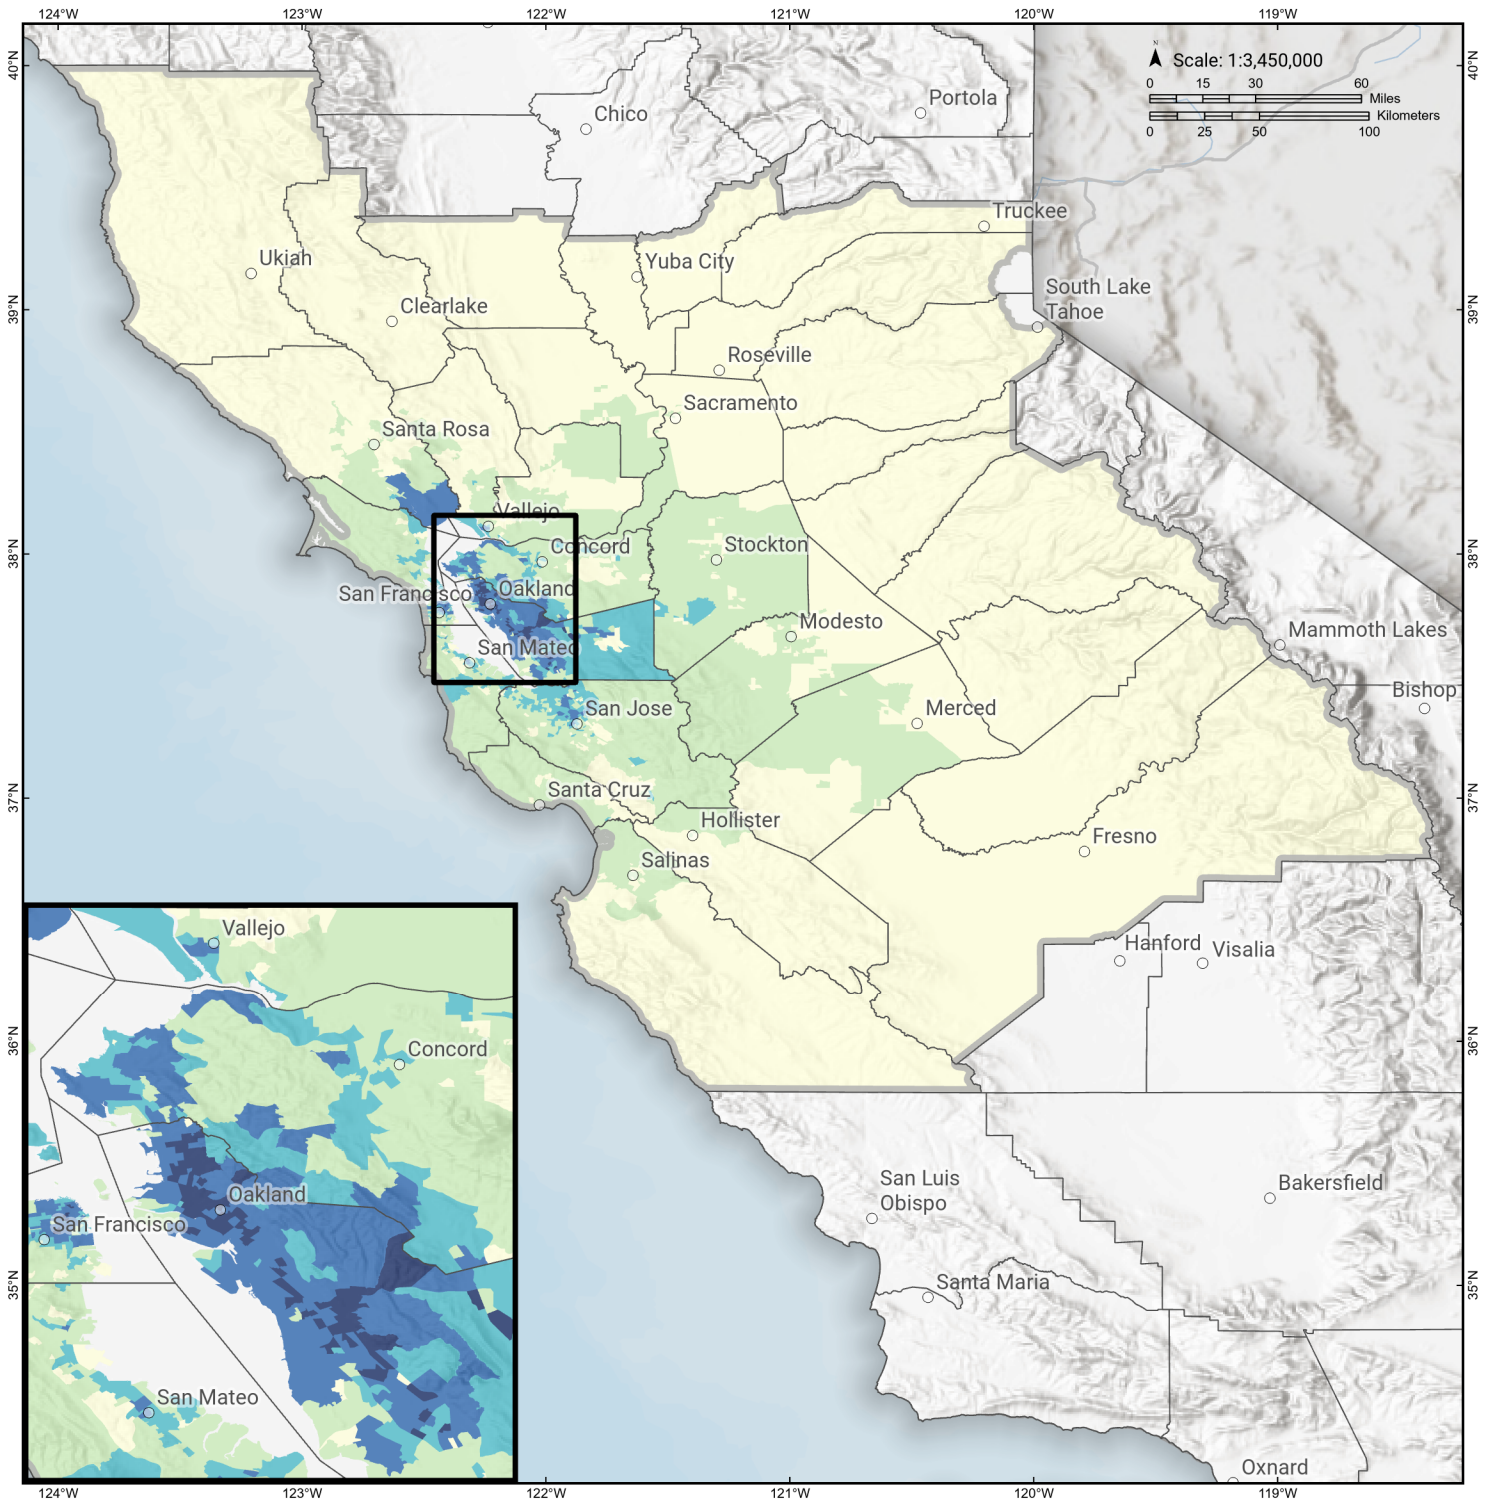 124°W 123°W 122°W 121°W 120°W 119°W
40°N
40°N
N
Scale: 1:3,450,000
0 15 30 60
Miles
Kilometers
0 25 50 100
Portola
Chico
Truckee
Ukiah
Yuba City
South Lake
Tahoe
39°N
39°N
Clearlake
Roseville
Sacramento
Santa Rosa
Vallejo
38°N
38°N
Concord
Stockton
San Francisco
Oakland
Modesto
Mammoth Lakes
San Mateo
Bishop
San Jose
Merced
37°N
37°N
Santa Cruz
Hollister
Fresno
Salinas
Vallejo
Hanford
Visalia
36°N
36°N
Concord
San Luis
Obispo
Bakersfield
Oakland
San Francisco
35°N
35°N
Santa Maria
San Mateo
Oxnard
124°W 123°W 122°W 121°W 120°W 119°W